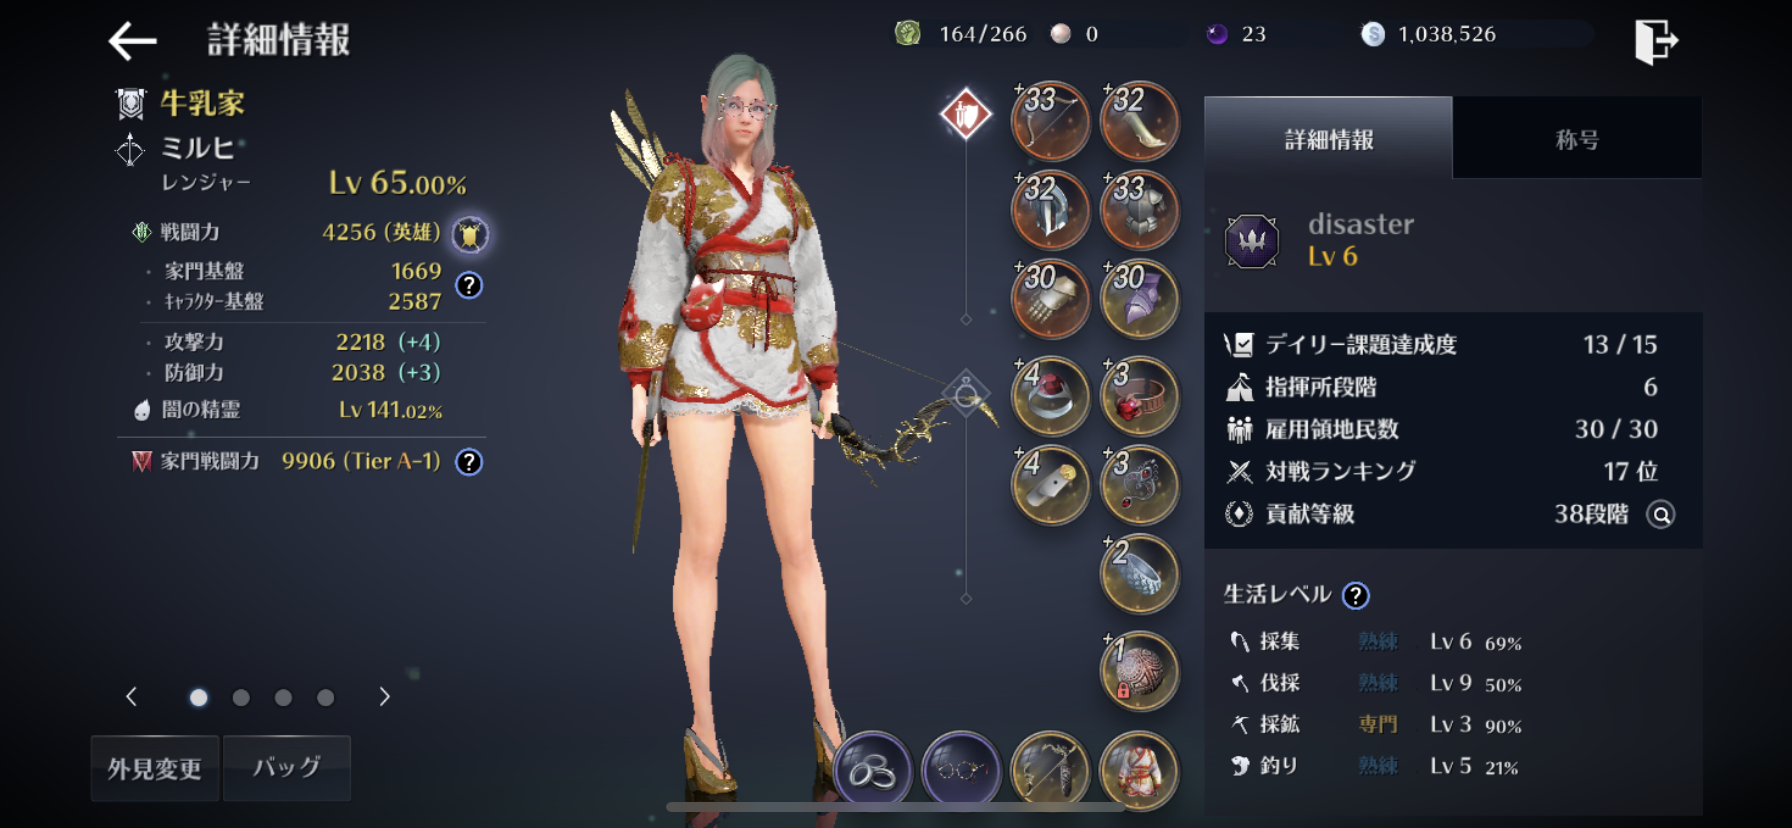 詳細情報
164/266
0
23
1,038,526
牛乳家
ミルヒ
レンジャー
Lv 65.00%
戦闘力 4256 (英雄)
・ 家門基盤 1669
・ キャラクター基盤 2587
・ 攻撃力 2218 (+4)
・ 防御力 2038 (+3)
闇の精霊 Lv 141.02%
家門戦闘力 9906 (Tier A-1)
外見変更
バッグ
+33
+32
+32
+33
+30
+30
+4
+3
+4
+3
+2
+1
詳細情報
称号
disaster
Lv 6
デイリー課題達成度 13 / 15
指揮所段階 6
雇用領地民数 30 / 30
対戦ランキング 17 位
貢献等級 38段階
生活レベル ?
採集 熟練 Lv 6 69%
伐採 熟練 Lv 9 50%
採鉱 専門 Lv 3 90%
釣り 熟練 Lv 5 21%